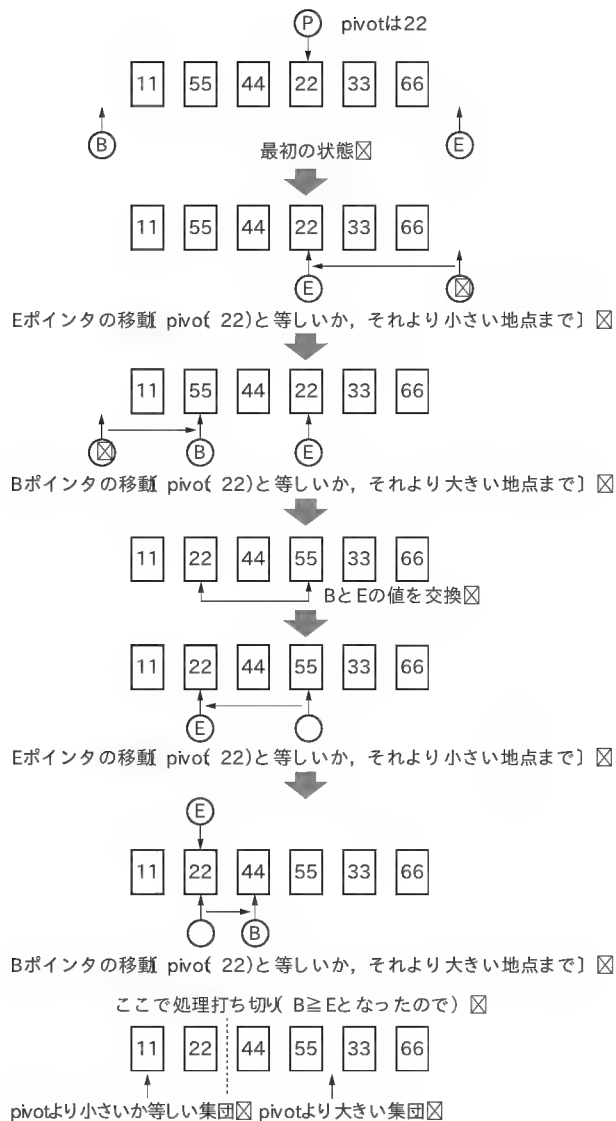 P pivotは22
11 55 44 22 33 66
B E
最初の状態☒
11 55 44 22 33 66
E ☒
Eポインタの移動〔pivot(22)と等しいか，それより小さい地点まで〕☒
11 55 44 22 33 66
☒ B E
Bポインタの移動〔pivot(22)と等しいか，それより大きい地点まで〕☒
11 22 44 55 33 66
BとEの値を交換☒
11 22 44 55 33 66
E
Eポインタの移動〔pivot(22)と等しいか，それより小さい地点まで〕☒
E
11 22 44 55 33 66
B
Bポインタの移動〔pivot(22)と等しいか，それより大きい地点まで〕☒
ここで処理打ち切り(B≧Eとなったので)☒
11 22 44 55 33 66
pivotより小さいか等しい集団☒ pivotより大きい集団☒